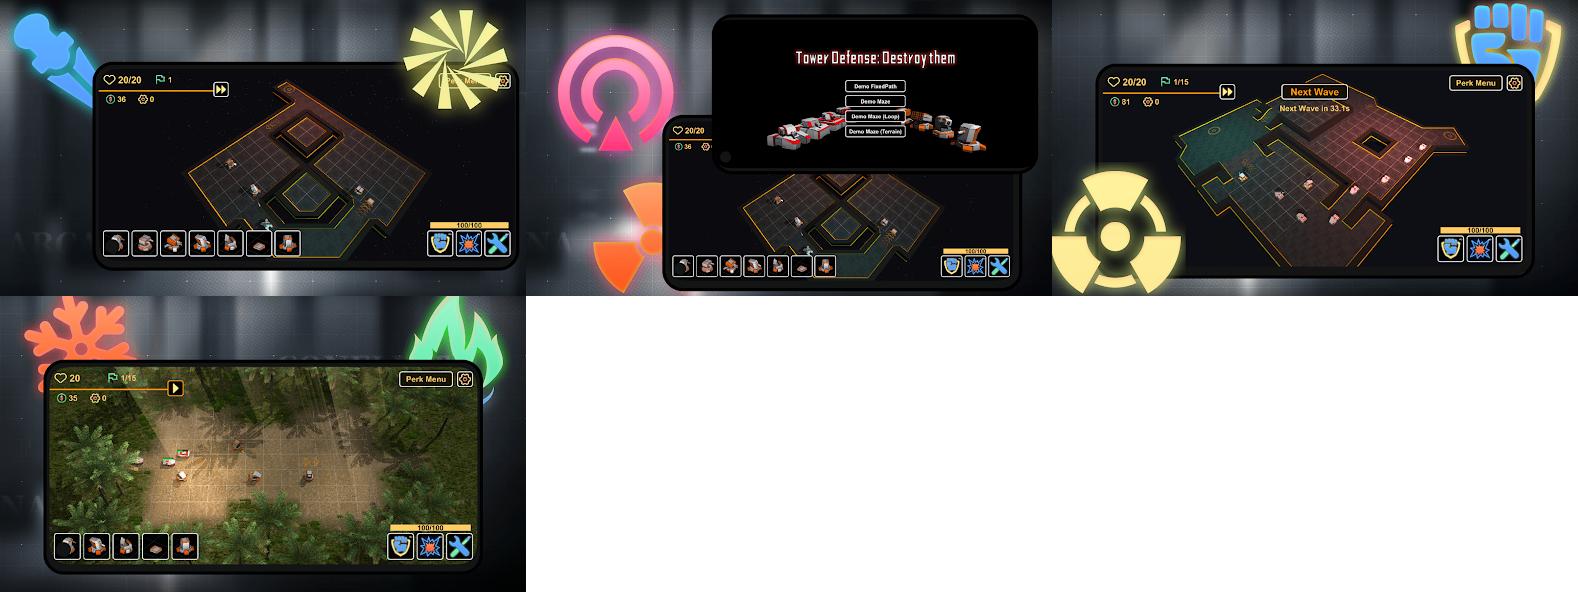 20/20
1
36
0
Perk Menu
100/100
Tower Defense: Destroy them
Demo FixedPath
Demo Maze
Demo Maze (Loop)
Demo Maze (Terrain)
20/20
36
100/100
20/20
1/15
81
0
Next Wave
Next Wave in 33.1s
Perk Menu
100/100
20
1/15
35
0
Perk Menu
100/100